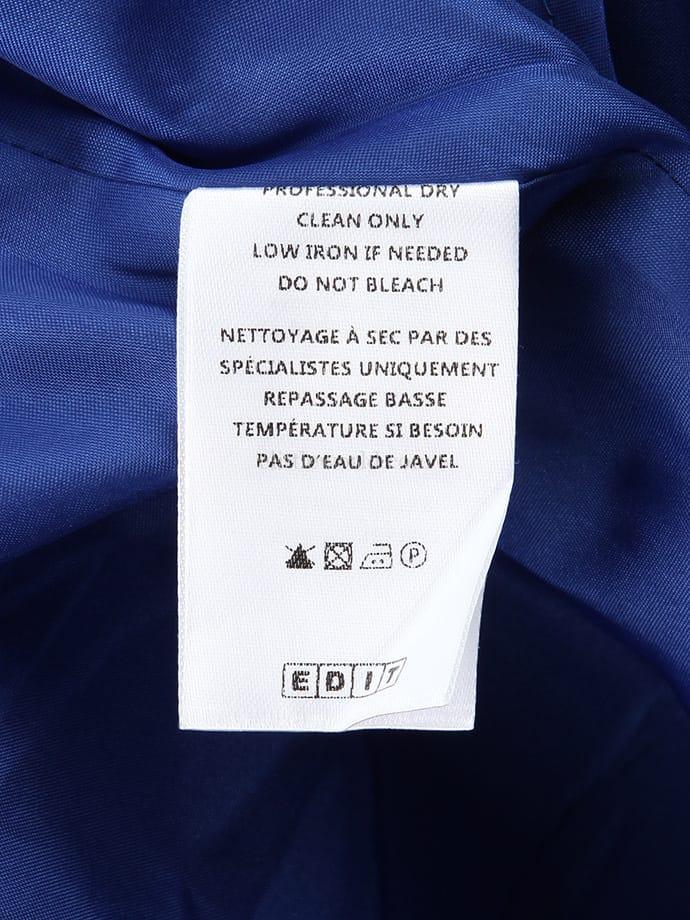 PROFESSIONAL DRY
CLEAN ONLY
LOW IRON IF NEEDED
DO NOT BLEACH
NETTOYAGE À SEC PAR DES
SPÉCIALISTES UNIQUEMENT
REPASSAGE BASSE
TEMPÉRATURE SI BESOIN
PAS D'EAU DE JAVEL
P
EDIT